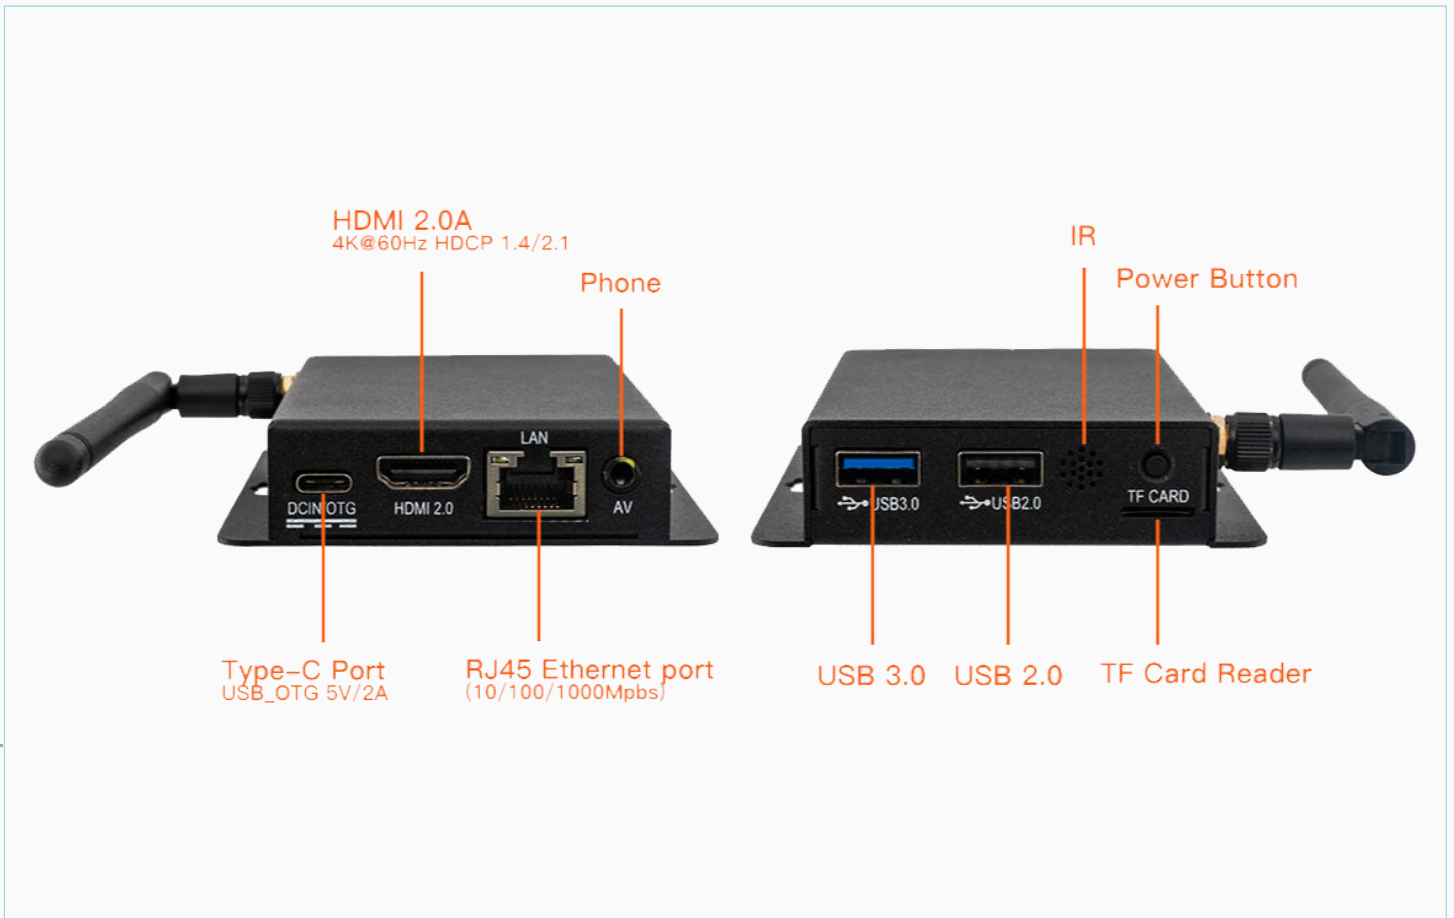 HDMI 2.0A
4K@60Hz HDCP 1.4/2.1
Phone
LAN
DCIN/OTG
HDMI 2.0
AV
Type-C Port
USB_OTG 5V/2A
RJ45 Ethernet port
(10/100/1000Mpbs)
IR
Power Button
USB3.0
USB2.0
TF CARD
USB 3.0
USB 2.0
TF Card Reader